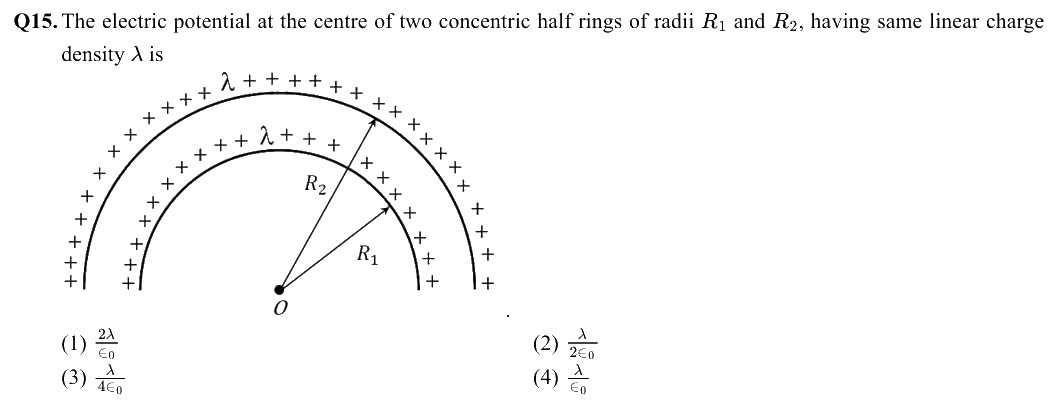 Q15. The electric potential at the centre of two concentric half rings of radii R₁ and R₂, having same linear charge
density λ is
λ + + + + + + + + + + + + + + + + + + + + + + + + + + + + + + + + + +
λ + + + + + + + + + + + + + + + + + + + + + + + +
R₂
R₁
O
(1) 2λ/∈₀ (2) λ/2∈₀
(3) λ/4∈₀ (4) λ/∈₀